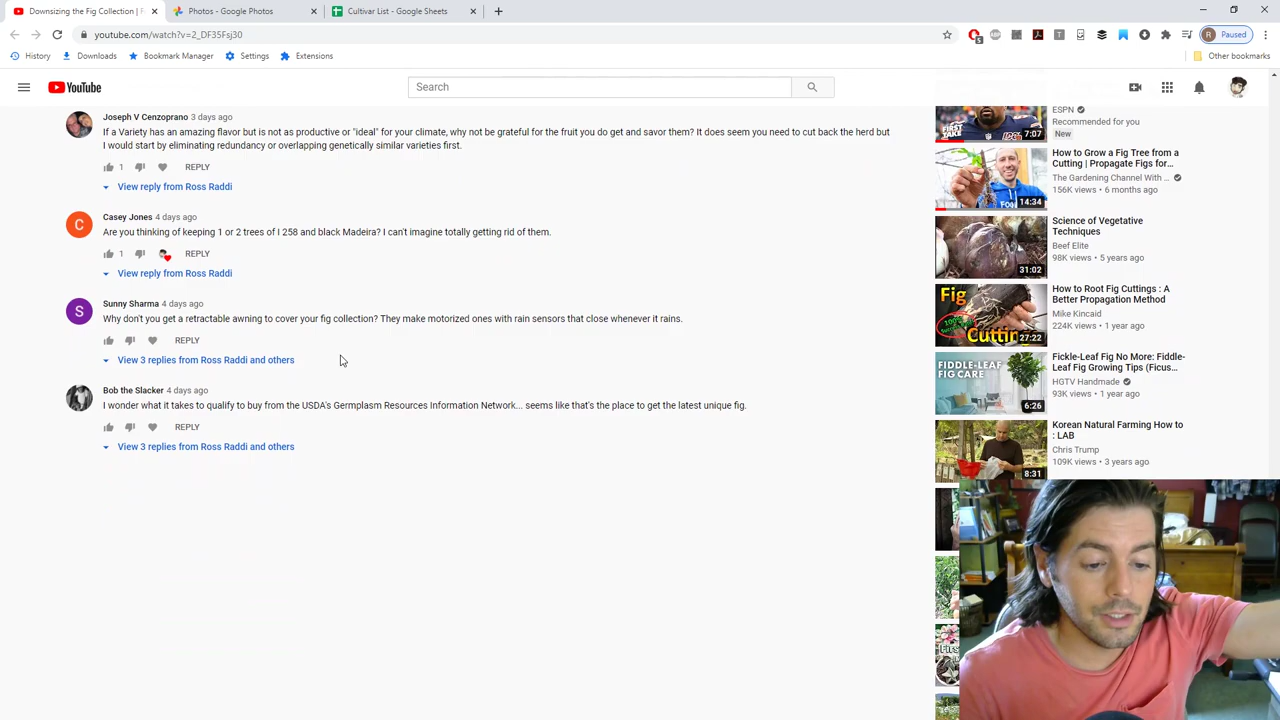 Downsizing the Fig Collection | F
Photos - Google Photos
Cultivar List - Google Sheets
youtube.com/watch?v=2_DF35Fsj30
Paused
History
Downloads
Bookmark Manager
Settings
Extensions
Other bookmarks
YouTube
Search
Joseph V Cenzoprano 3 days ago
If a Variety has an amazing flavor but is not as productive or "ideal" for your climate, why not be grateful for the fruit you do get and savor them? It does seem you need to cut back the herd but
I would start by eliminating redundancy or overlapping genetically similar varieties first.
1 REPLY
View reply from Ross Raddi
C
Casey Jones 4 days ago
Are you thinking of keeping 1 or 2 trees of I 258 and black Madeira? I can't imagine totally getting rid of them.
1 REPLY
View reply from Ross Raddi
S
Sunny Sharma 4 days ago
Why don't you get a retractable awning to cover your fig collection? They make motorized ones with rain sensors that close whenever it rains.
REPLY
View 3 replies from Ross Raddi and others
Bob the Slacker 4 days ago
I wonder what it takes to qualify to buy from the USDA's Germplasm Resources Information Network... seems like that's the place to get the latest unique fig.
REPLY
View 3 replies from Ross Raddi and others
FIRST TAKE
7:07
ESPN
Recommended for you
New
14:34
How to Grow a Fig Tree from a
Cutting | Propagate Figs for...
The Gardening Channel With ...
156K views • 6 months ago
31:02
Science of Vegetative
Techniques
Beef Elite
98K views • 5 years ago
Fig
Cutting
27:22
How to Root Fig Cuttings : A
Better Propagation Method
Mike Kincaid
224K views • 1 year ago
FIDDLE-LEAF
FIG CARE
6:26
Fickle-Leaf Fig No More: Fiddle-
Leaf Fig Growing Tips (Ficus...
HGTV Handmade
93K views • 1 year ago
8:31
Korean Natural Farming How to
: LAB
Chris Trump
109K views • 3 years ago